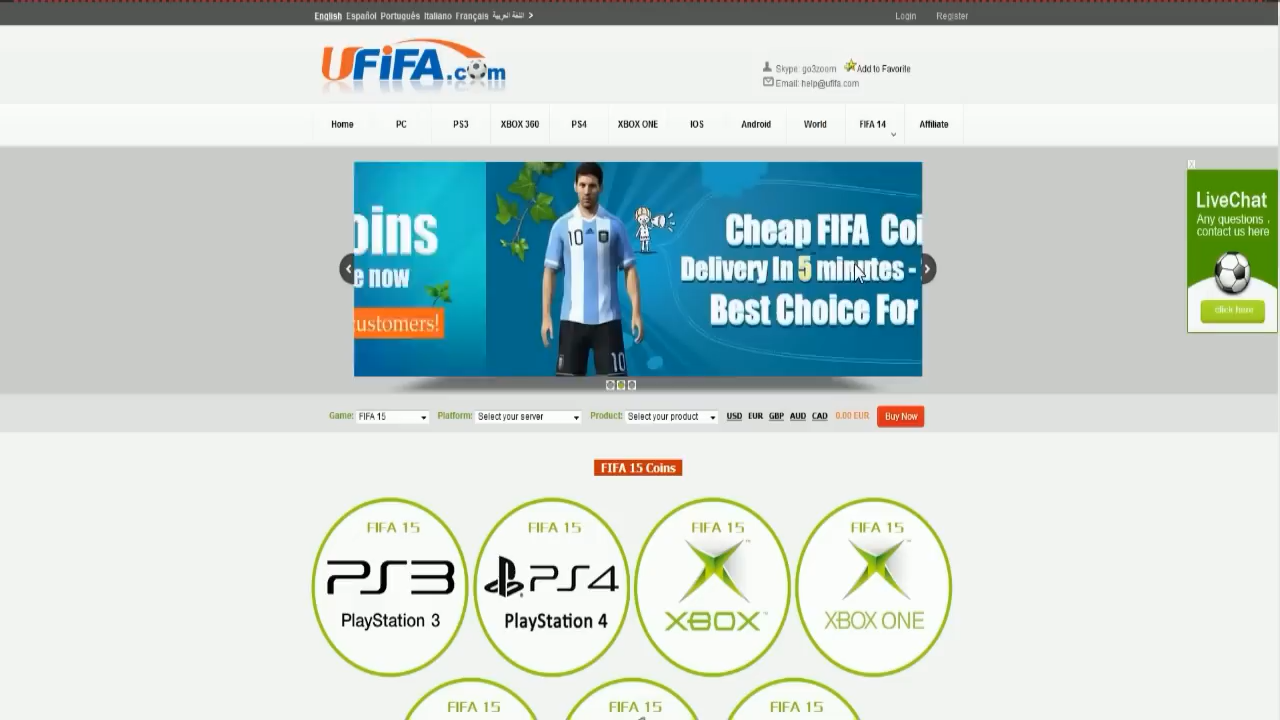 English Español Português Italiano Français اللغة العربية >
Login Register
UFiFA.com
Skype: go3zoom Add to Favorite
Email: help@ufifa.com
Home PC PS3 XBOX 360 PS4 XBOX ONE IOS Android World FIFA 14 Affiliate
oins
e now
customers!
10
10
Cheap FIFA Coi
Delivery In 5 minutes -
Best Choice For
x
LiveChat
Any questions ,
contact us here
click here
Game: FIFA 15 Platform: Select your server Product: Select your product USD EUR GBP AUD CAD 0.00 EUR Buy Now
FIFA 15 Coins
FIFA 15
PS3
PlayStation 3
FIFA 15
PS4
PlayStation 4
FIFA 15
XBOX
FIFA 15
XBOX ONE
FIFA 15
FIFA 15
FIFA 15